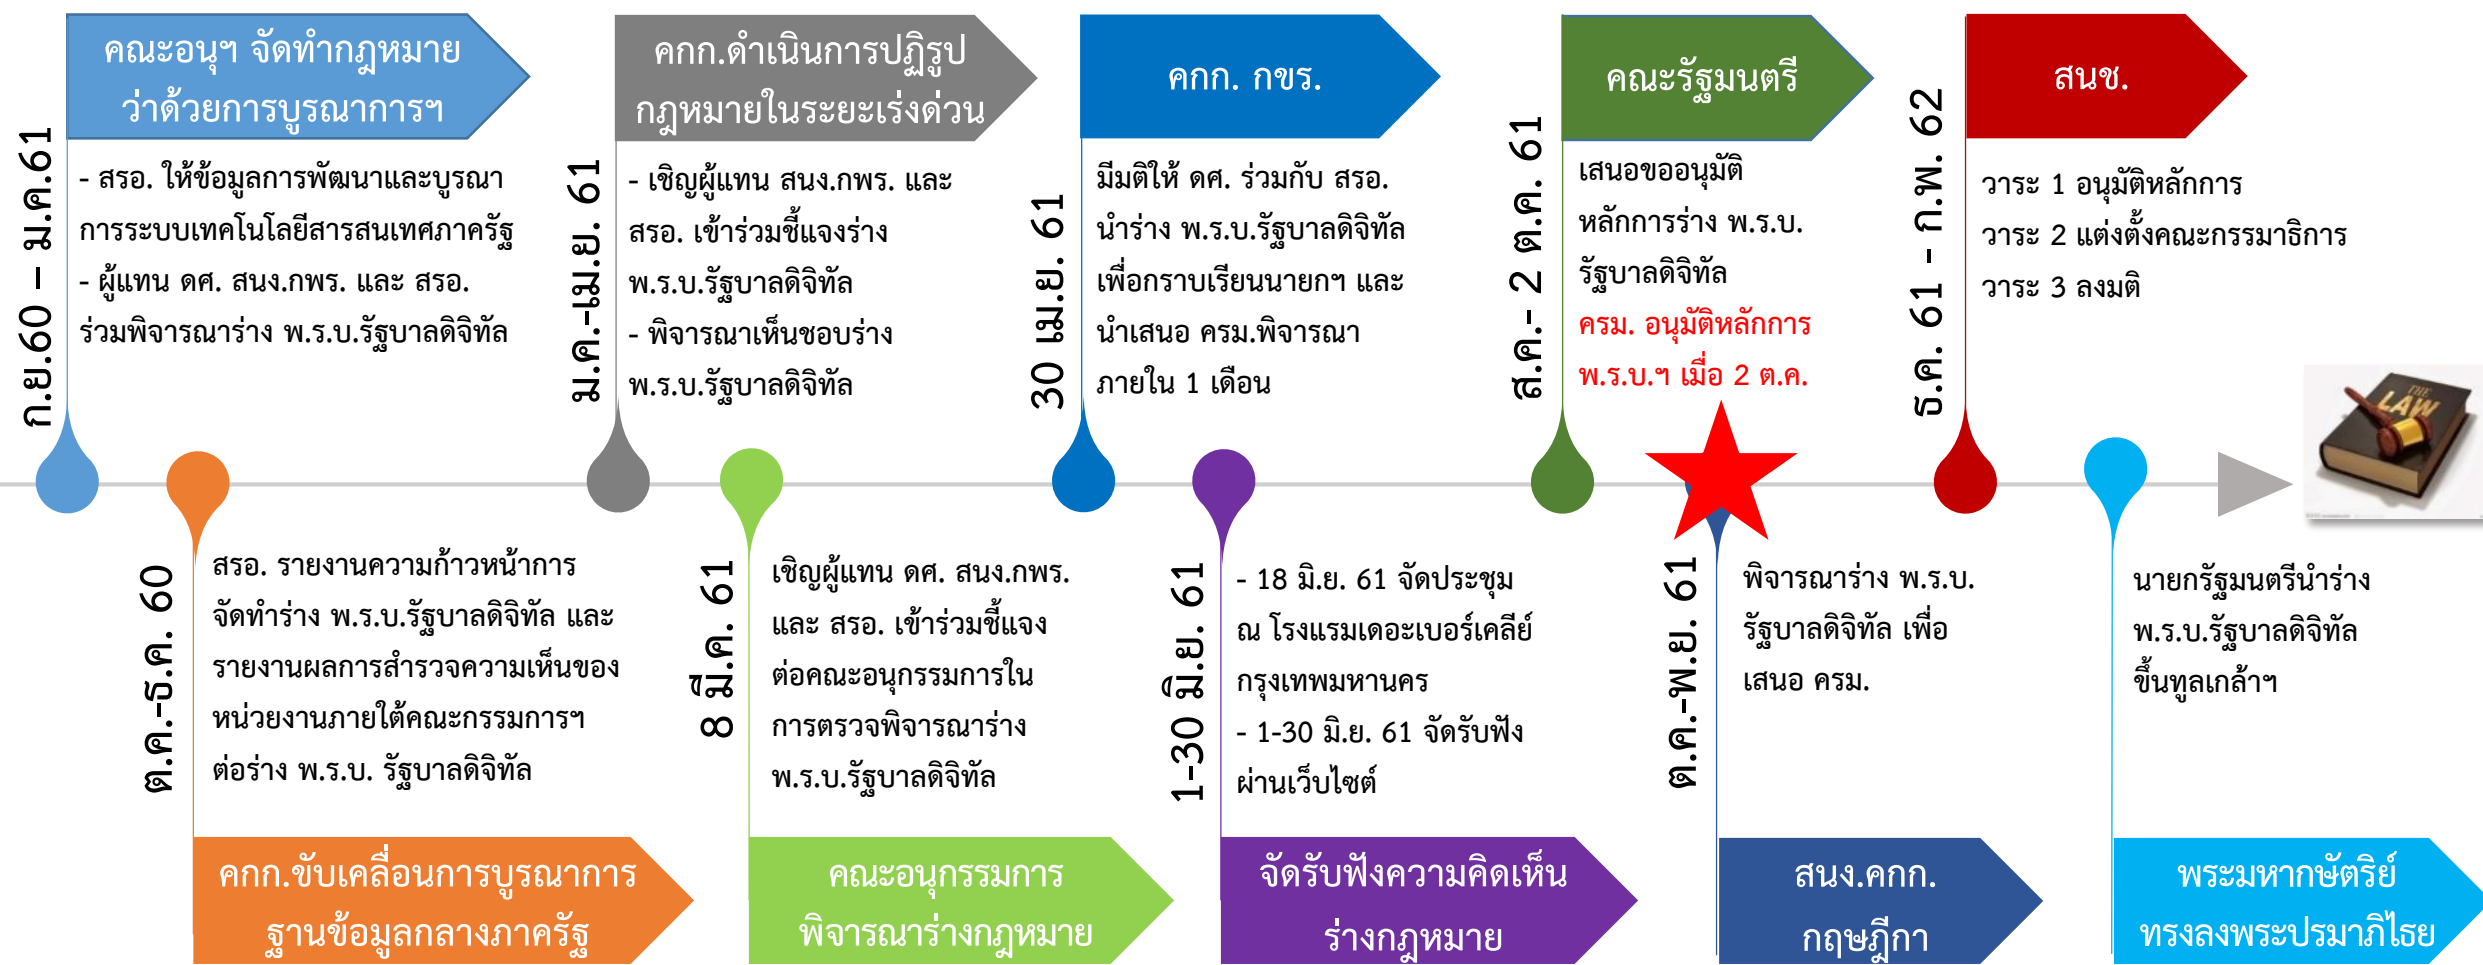 คณะอนุฯ จัดทำกฎหมาย
ว่าด้วยการบูรณาการฯ
ก.ย.60 – ม.ค.61
- สรอ. ให้ข้อมูลการพัฒนาและบูรณา
การระบบเทคโนโลยีสารสนเทศภาครัฐ
- ผู้แทน ดศ. สนง.กพร. และ สรอ.
ร่วมพิจารณาร่าง พ.ร.บ.รัฐบาลดิจิทัล
คกก.ดำเนินการปฏิรูป
กฎหมายในระยะเร่งด่วน
ม.ค.-เม.ย. 61
- เชิญผู้แทน สนง.กพร. และ
สรอ. เข้าร่วมชี้แจงร่าง
พ.ร.บ.รัฐบาลดิจิทัล
- พิจารณาเห็นชอบร่าง
พ.ร.บ.รัฐบาลดิจิทัล
คกก. กขร.
30 เม.ย. 61
มีมติให้ ดศ. ร่วมกับ สรอ.
นำร่าง พ.ร.บ.รัฐบาลดิจิทัล
เพื่อกราบเรียนนายกฯ และ
นำเสนอ ครม.พิจารณา
ภายใน 1 เดือน
คณะรัฐมนตรี
ส.ค.- 2 ต.ค. 61
เสนอขออนุมัติ
หลักการร่าง พ.ร.บ.
รัฐบาลดิจิทัล
ครม. อนุมัติหลักการ
พ.ร.บ.ฯ เมื่อ 2 ต.ค.
สนช.
ธ.ค. 61 - ก.พ. 62
วาระ 1 อนุมัติหลักการ
วาระ 2 แต่งตั้งคณะกรรมาธิการ
วาระ 3 ลงมติ
THE
LAW
ต.ค.-ธ.ค. 60
สรอ. รายงานความก้าวหน้าการ
จัดทำร่าง พ.ร.บ.รัฐบาลดิจิทัล และ
รายงานผลการสำรวจความเห็นของ
หน่วยงานภายใต้คณะกรรมการฯ
ต่อร่าง พ.ร.บ. รัฐบาลดิจิทัล
คกก.ขับเคลื่อนการบูรณาการ
ฐานข้อมูลกลางภาครัฐ
8 มี.ค. 61
เชิญผู้แทน ดศ. สนง.กพร.
และ สรอ. เข้าร่วมชี้แจง
ต่อคณะอนุกรรมการใน
การตรวจพิจารณาร่าง
พ.ร.บ.รัฐบาลดิจิทัล
คณะอนุกรรมการ
พิจารณาร่างกฎหมาย
1-30 มิ.ย. 61
- 18 มิ.ย. 61 จัดประชุม
ณ โรงแรมเดอะเบอร์เคลีย์
กรุงเทพมหานคร
- 1-30 มิ.ย. 61 จัดรับฟัง
ผ่านเว็บไซต์
จัดรับฟังความคิดเห็น
ร่างกฎหมาย
ต.ค.-พ.ย. 61
พิจารณาร่าง พ.ร.บ.
รัฐบาลดิจิทัล เพื่อ
เสนอ ครม.
สนง.คกก.
กฤษฎีกา
นายกรัฐมนตรีนำร่าง
พ.ร.บ.รัฐบาลดิจิทัล
ขึ้นทูลเกล้าฯ
พระมหากษัตริย์
ทรงลงพระปรมาภิไธย